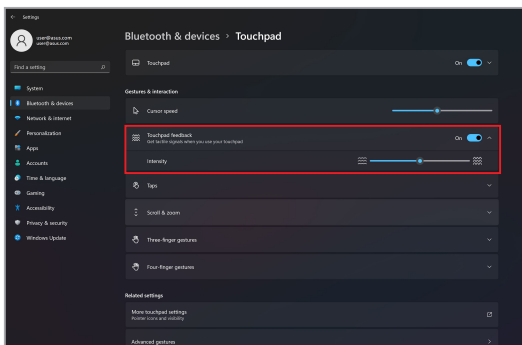 Settings
user@asus.com
user@asus.com
Find a setting
System
Bluetooth & devices
Network & internet
Personalization
Apps
Accounts
Time & language
Gaming
Accessibility
Privacy & security
Windows Update
Bluetooth & devices > Touchpad
Touchpad On
Gestures & interaction
Cursor speed
Touchpad feedback On
Get tactile signals when you use your touchpad
Intensity
Taps
Scroll & zoom
Three-finger gestures
Four-finger gestures
Related settings
More touchpad settings
Pointer icons and visibility
Advanced gestures